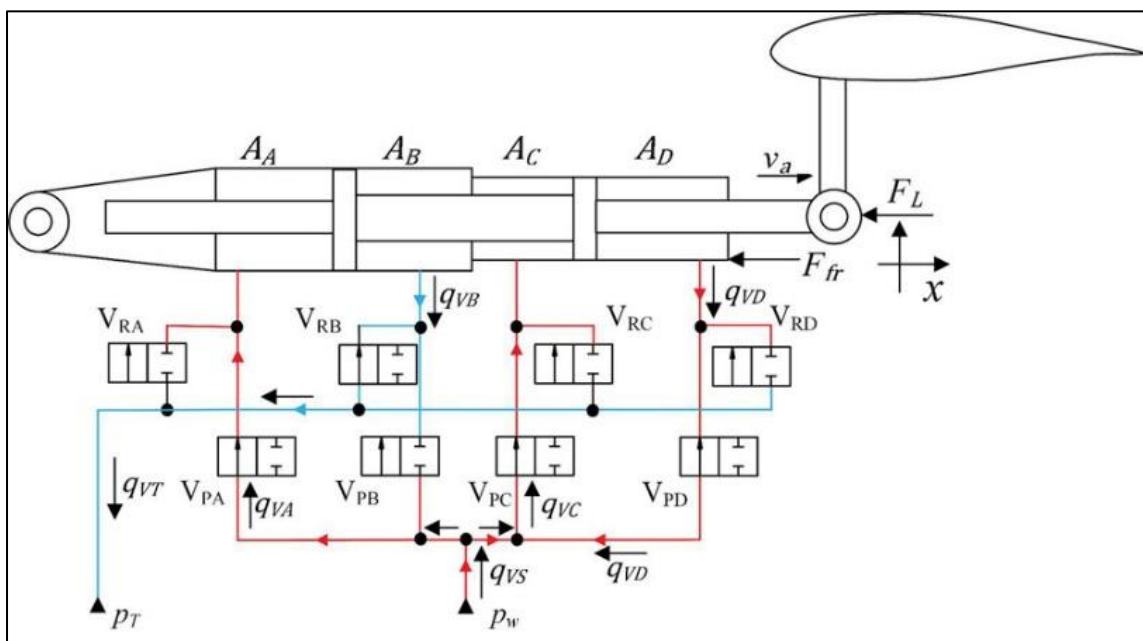 A_A A_B A_C A_D
v_a
F_L
F_fr
x
q_VB q_VD
V_RA V_RB V_RC V_RD
q_VT V_PA q_VA V_PB V_PC q_VC V_PD
q_VS q_VD
p_T p_w